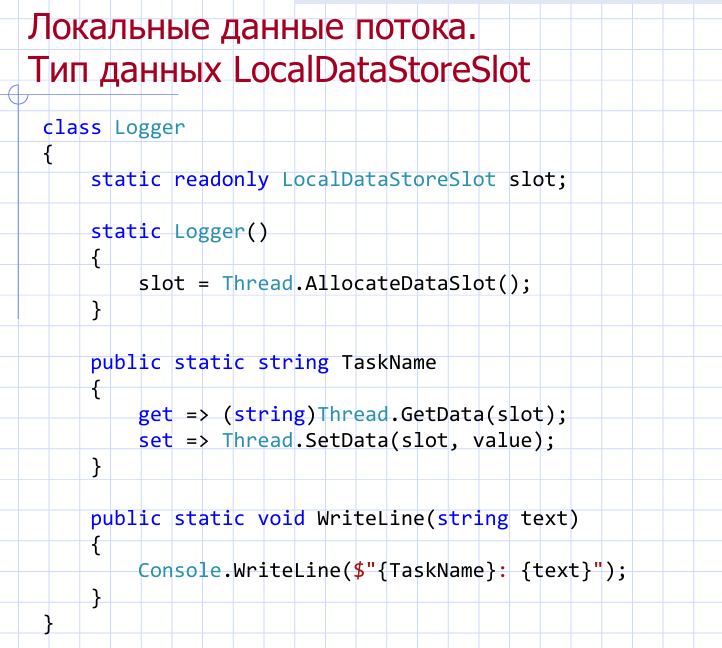 Локальные данные потока.
Тип данных LocalDataStoreSlot
class Logger
{
    static readonly LocalDataStoreSlot slot;

    static Logger()
    {
        slot = Thread.AllocateDataSlot();
    }

    public static string TaskName
    {
        get => (string)Thread.GetData(slot);
        set => Thread.SetData(slot, value);
    }

    public static void WriteLine(string text)
    {
        Console.WriteLine($"{TaskName}: {text}");
    }
}